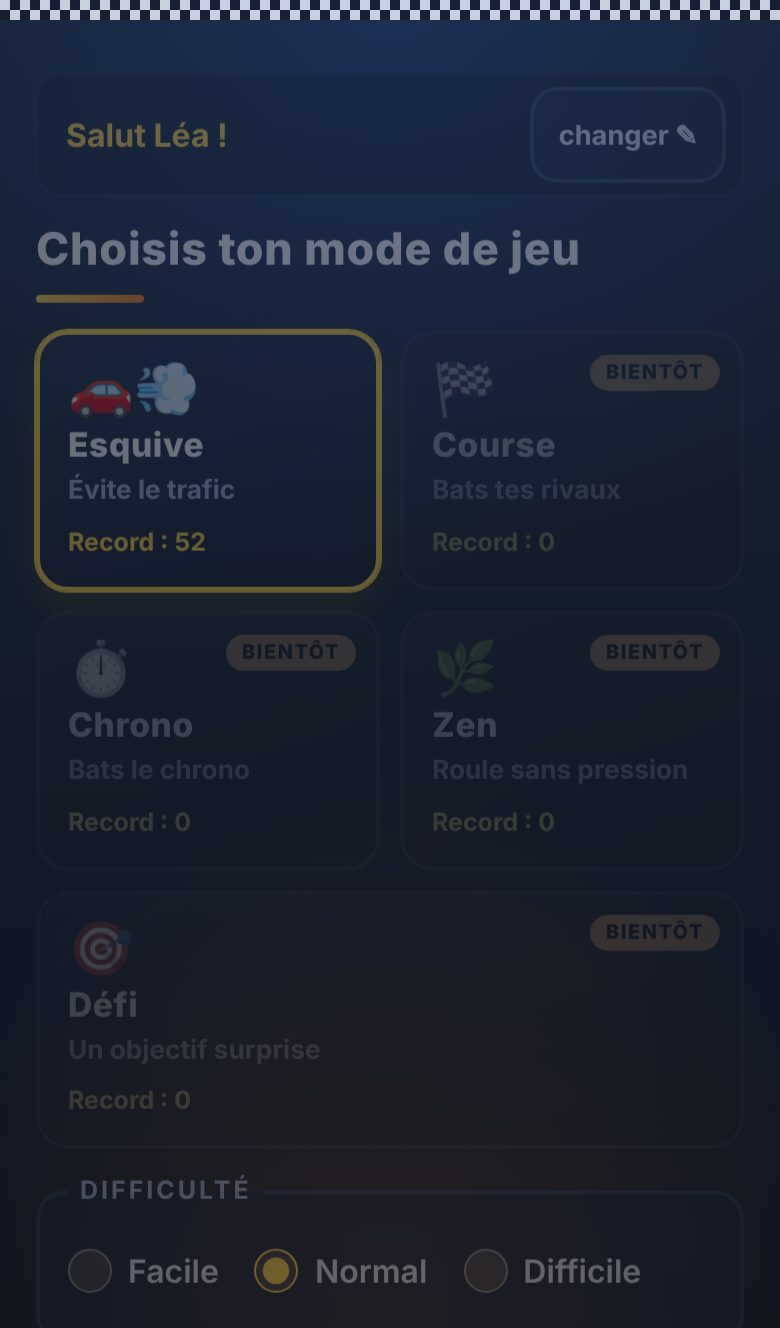 Salut Léa !
changer ✎
Choisis ton mode de jeu
Esquive
Évite le trafic
Record : 52
BIENTÔT
Course
Bats tes rivaux
Record : 0
BIENTÔT
Chrono
Bats le chrono
Record : 0
BIENTÔT
Zen
Roule sans pression
Record : 0
BIENTÔT
Défi
Un objectif surprise
Record : 0
DIFFICULTÉ
Facile
Normal
Difficile